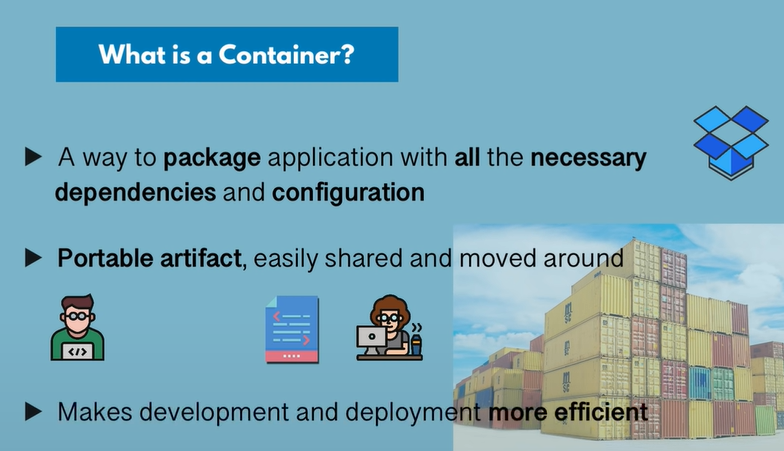 What is a Container?
A way to package application with all the necessary
dependencies and configuration
Portable artifact, easily shared and moved around
</>
Makes development and deployment more efficient